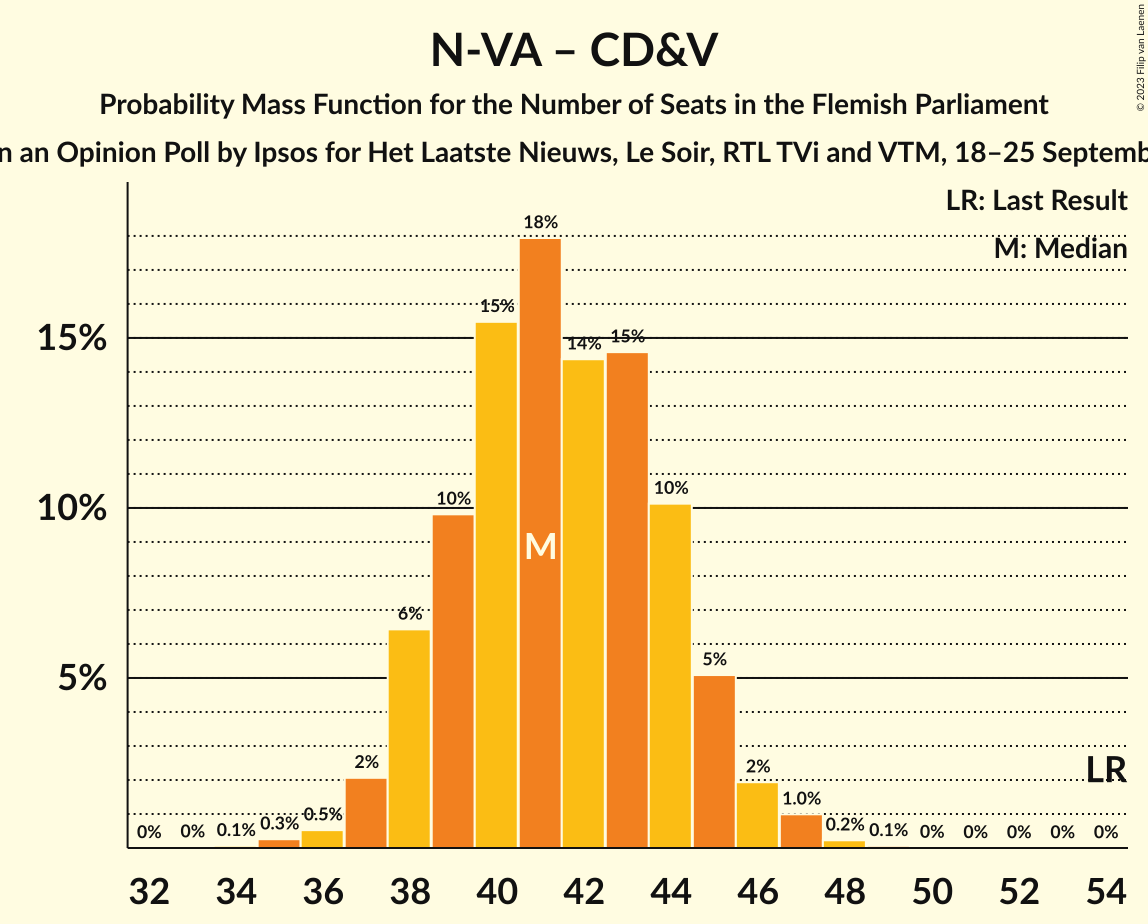 © 2023 Filip van Laenen
N-VA – CD&V
Probability Mass Function for the Number of Seats in the Flemish Parliament
an Opinion Poll by Ipsos for Het Laatste Nieuws, Le Soir, RTL TVi and VTM, 18–25
LR: Last Result
M: Median
18%
15%
15%
14%
15%
10%
10%
10%
M
6%
5%
5%
2%
2%
LR
0%
0%
0.1%
0.3%
0.5%
1.0%
0.2%
0.1%
0%
0%
0%
0%
0%
32 34 36 38 40 42 44 46 48 50 52 54